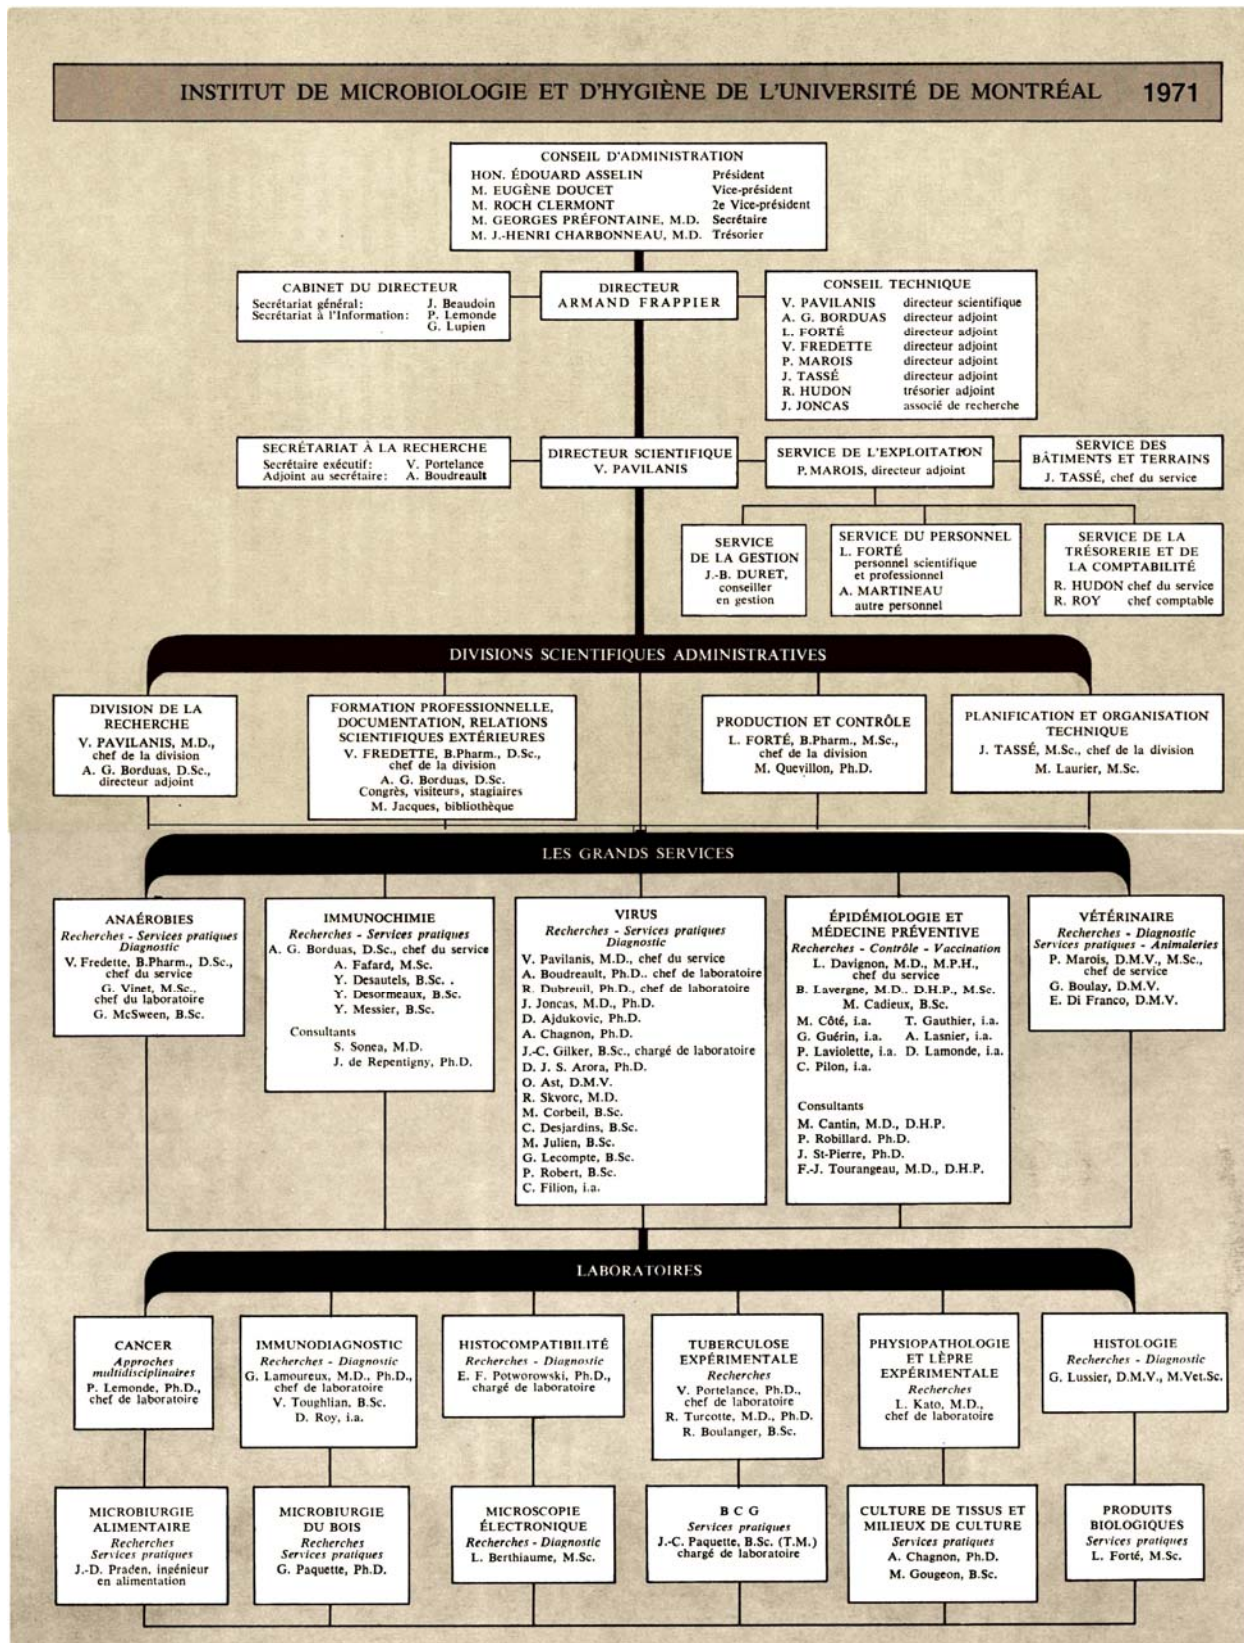 INSTITUT DE MICROBIOLOGIE ET D'HYGIÈNE DE L'UNIVERSITÉ DE MONTRÉAL 1971
CONSEIL D'ADMINISTRATION
HON. ÉDOUARD ASSELIN Président
M. EUGÈNE DOUCET Vice-président
M. ROCH CLERMONT 2e Vice-président
M. GEORGES PRÉFONTAINE, M.D. Secrétaire
M. J.-HENRI CHARBONNEAU, M.D. Trésorier
CABINET DU DIRECTEUR
Secrétariat général: J. Beaudoin
Secrétariat à l'Information: P. Lemonde
G. Lupien
DIRECTEUR
ARMAND FRAPPIER
CONSEIL TECHNIQUE
V. PAVILANIS directeur scientifique
A. G. BORDUAS directeur adjoint
L. FORTÉ directeur adjoint
V. FREDETTE directeur adjoint
P. MAROIS directeur adjoint
J. TASSÉ directeur adjoint
R. HUDON trésorier adjoint
J. JONCAS associé de recherche
SECRÉTARIAT À LA RECHERCHE
Secrétaire exécutif: V. Portelance
Adjoint au secrétaire: A. Boudreault
DIRECTEUR SCIENTIFIQUE
V. PAVILANIS
SERVICE DE L'EXPLOITATION
P. MAROIS, directeur adjoint
SERVICE DES
BÂTIMENTS ET TERRAINS
J. TASSÉ, chef du service
SERVICE
DE LA GESTION
J.-B. DURET,
conseiller
en gestion
SERVICE DU PERSONNEL
L. FORTÉ
personnel scientifique
et professionnel
A. MARTINEAU
autre personnel
SERVICE DE LA
TRÉSORERIE ET DE
LA COMPTABILITÉ
R. HUDON chef du service
R. ROY chef comptable
DIVISIONS SCIENTIFIQUES ADMINISTRATIVES
DIVISION DE LA
RECHERCHE
V. PAVILANIS, M.D.,
chef de la division
A. G. Borduas, D.Sc.,
directeur adjoint
FORMATION PROFESSIONNELLE,
DOCUMENTATION, RELATIONS
SCIENTIFIQUES EXTÉRIEURES
V. FREDETTE, B.Pharm., D.Sc.,
chef de la division
A. G. Borduas, D.Sc.
Congrès, visiteurs, stagiaires
M. Jacques, bibliothèque
PRODUCTION ET CONTRÔLE
L. FORTÉ, B.Pharm., M.Sc.,
chef de la division
M. Quevillon, Ph.D.
PLANIFICATION ET ORGANISATION
TECHNIQUE
J. TASSÉ, M.Sc., chef de la division
M. Laurier, M.Sc.
LES GRANDS SERVICES
ANAÉROBIES
Recherches - Services pratiques
Diagnostic
V. Fredette, B.Pharm., D.Sc.,
chef du service
G. Vinet, M.Sc.,
chef du laboratoire
G. McSween, B.Sc.
IMMUNOCHIMIE
Recherches - Services pratiques
A. G. Borduas, D.Sc., chef du service
A. Fafard, M.Sc.
Y. Desautels, B.Sc. .
Y. Desormeaux, B.Sc.
Y. Messier, B.Sc.
Consultants
S. Sonea, M.D.
J. de Repentigny, Ph.D.
VIRUS
Recherches - Services pratiques
Diagnostic
V. Pavilanis, M.D., chef du service
A. Boudreault, Ph.D.. chef de laboratoire
R. Dubreuil, Ph.D., chef de laboratoire
J. Joncas, M.D., Ph.D.
D. Ajdukovic, Ph.D.
A. Chagnon, Ph.D.
J.-C. Gilker, B.Sc., chargé de laboratoire
D. J. S. Arora, Ph.D.
O. Ast, D.M.V.
R. Skvorc, M.D.
M. Corbeil, B.Sc.
C. Desjardins, B.Sc.
M. Julien, B.Sc.
G. Lecompte, B.Sc.
P. Robert, B.Sc.
C. Filion, i.a.
ÉPIDÉMIOLOGIE ET
MÉDECINE PRÉVENTIVE
Recherches - Contrôle - Vaccination
L. Davignon, M.D., M.P.H.,
chef du service
B. Lavergne, M.D.. D.H.P., M.Sc.
M. Cadieux, B.Sc.
M. Côté, i.a. T. Gauthier, i.a.
G. Guérin, i.a. A. Lasnier, i.a.
P. Laviolette, i.a. D. Lamonde, i.a.
C. Pilon, i.a.
Consultants
M. Cantin, M.D., D.H.P.
P. Robillard. Ph.D.
J. St-Pierre, Ph.D.
F.-J. Tourangeau, M.D., D.H.P.
VÉTÉRINAIRE
Recherches - Diagnostic
Services pratiques - Animaleries
P. Marois, D.M.V., M.Sc.,
chef de service
G. Boulay, D.M.V.
E. Di Franco, D.M.V.
LABORATOIRES
CANCER
Approches
multidisciplinaires
P. Lemonde, Ph.D.,
chef de laboratoire
IMMUNODIAGNOSTIC
Recherches - Diagnostic
G. Lamoureux, M.D., Ph.D.,
chef de laboratoire
V. Toughlian, B.Sc.
D. Roy, i.a.
HISTOCOMPATIBILITÉ
Recherches - Diagnostic
E. F. Potworowski, Ph.D.,
chargé de laboratoire
TUBERCULOSE
EXPÉRIMENTALE
Recherches
V. Portelance, Ph.D.,
chef de laboratoire
R. Turcotte, M.D., Ph.D.
R. Boulanger, B.Sc.
PHYSIOPATHOLOGIE
ET LÈPRE
EXPÉRIMENTALE
Recherches
L. Kato, M.D.,
chef de laboratoire
HISTOLOGIE
Recherches - Diagnostic
G. Lussier, D.M.V., M.Vet.Sc.
MICROBIURGIE
ALIMENTAIRE
Recherches
Services pratiques
J.-D. Praden, ingénieur
en alimentation
MICROBIURGIE
DU BOIS
Recherches
Services pratiques
G. Paquette, Ph.D.
MICROSCOPIE
ÉLECTRONIQUE
Recherches - Diagnostic
L. Berthiaume, M.Sc.
B C G
Services pratiques
J.-C. Paquette, B.Sc. (T.M.)
chargé de laboratoire
CULTURE DE TISSUS ET
MILIEUX DE CULTURE
Services pratiques
A. Chagnon, Ph.D.
M. Gougeon, B.Sc.
PRODUITS
BIOLOGIQUES
Services pratiques
L. Forté, M.Sc.